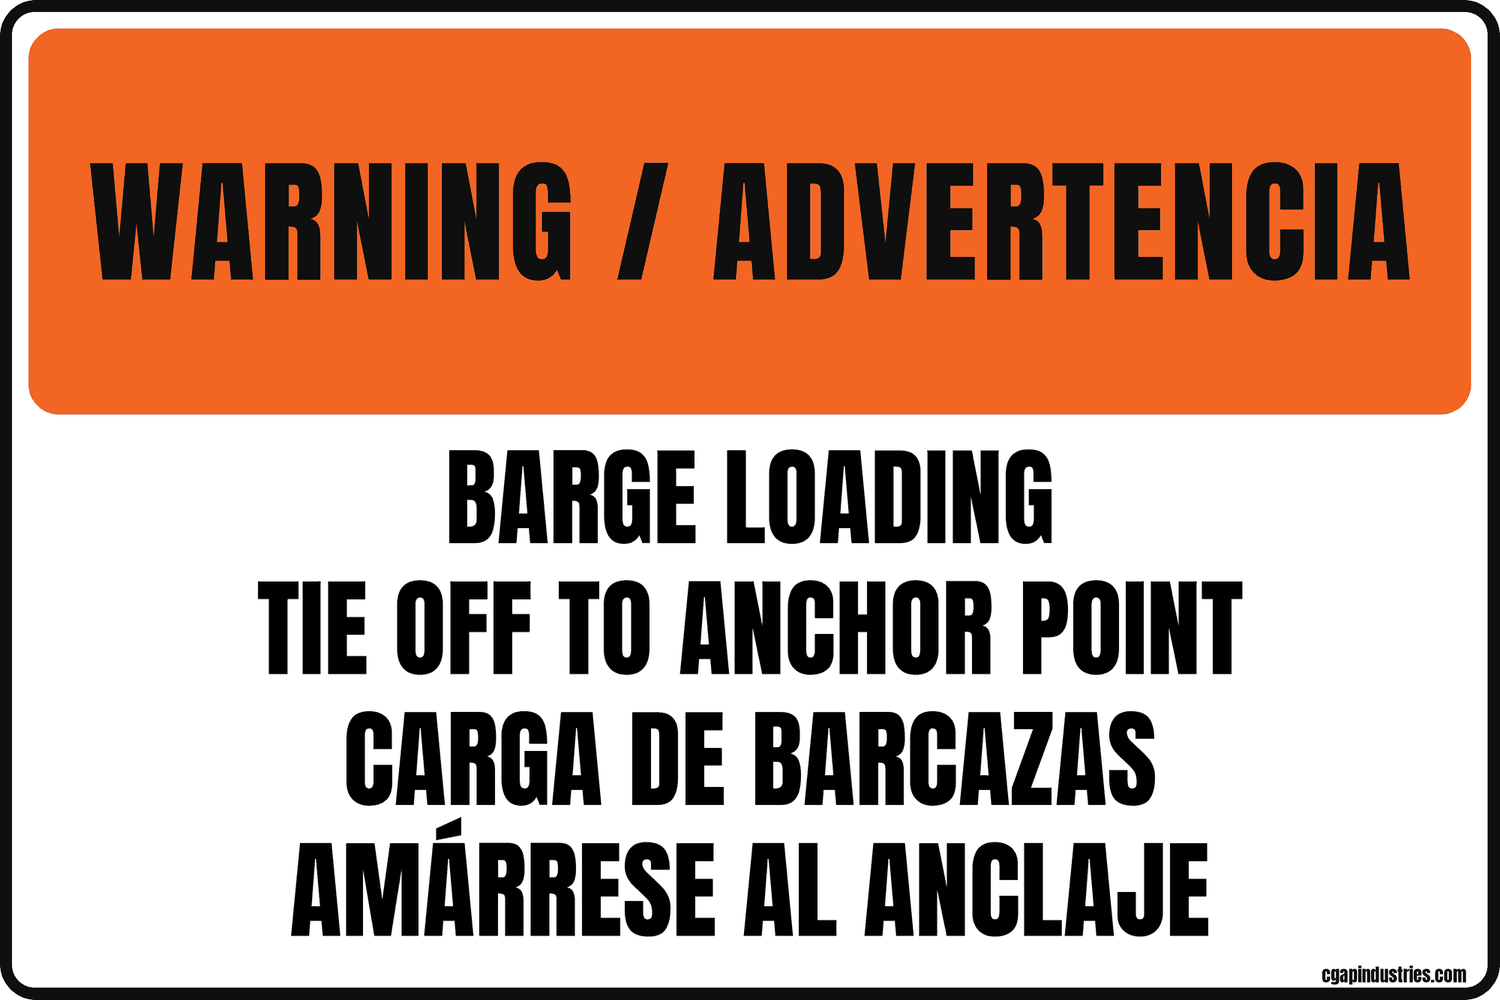 WARNING / ADVERTENCIA
BARGE LOADING
TIE OFF TO ANCHOR POINT
CARGA DE BARCAZAS
AMÁRRESE AL ANCLAJE
cgapindustries.com